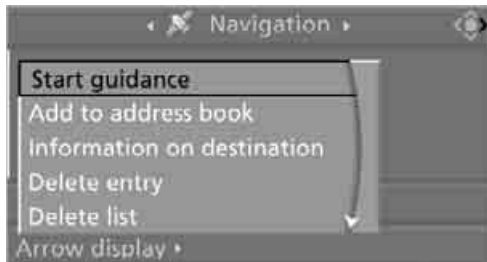 Navigation
Start guidance
Add to address book
Information on destination
Delete entry
Delete list
Arrow display